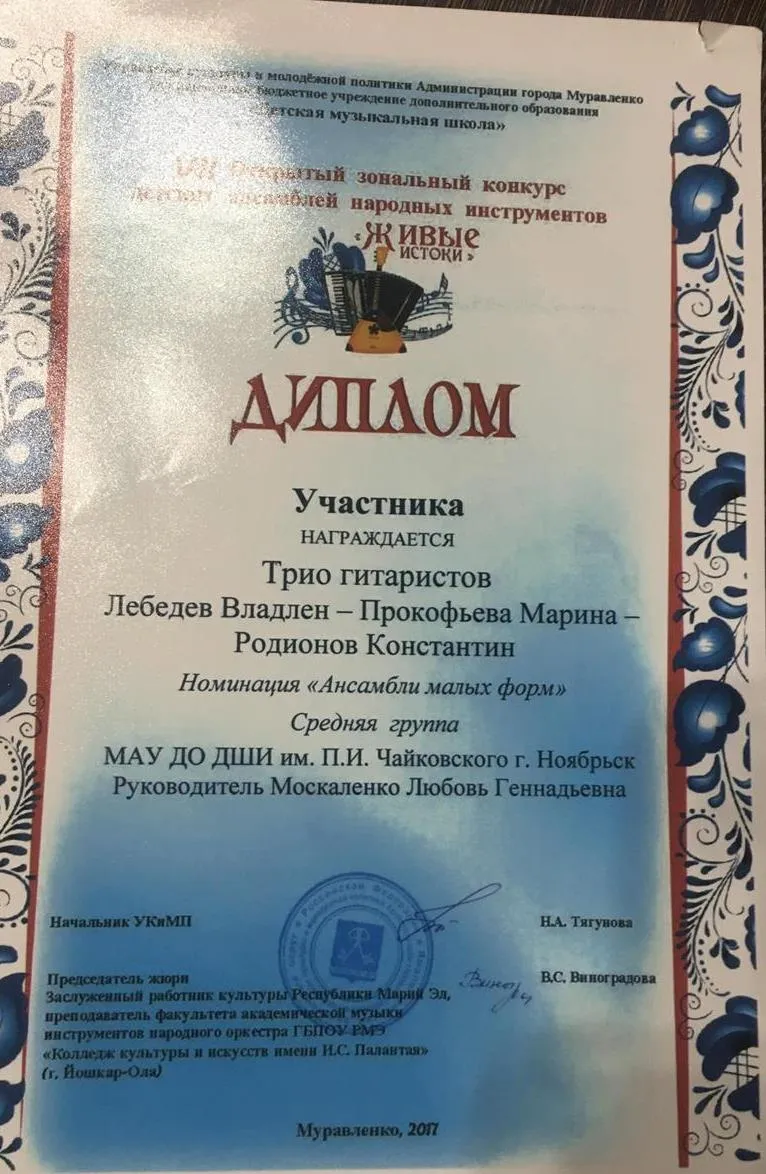 Управление культуры и молодёжной политики Администрации города Муравленко
бюджетное учреждение дополнительного образования
«Детская музыкальная школа»
Открытый зональный конкурс
детских ансамблей народных инструментов
«Живые
истоки»
ДИПЛОМ
Участника
НАГРАЖДАЕТСЯ
Трио гитаристов
Лебедев Владлен – Прокофьева Марина –
Родионов Константин
Номинация «Ансамбли малых форм»
Средняя группа
МАУ ДО ДШИ им. П.И. Чайковского г. Ноябрьск
Руководитель Москаленко Любовь Геннадьевна
Начальник УКиМП Н.А. Тягунова
Председатель жюри В.С. Виноградова
Заслуженный работник культуры Республики Марий Эл,
преподаватель факультета академической музыки
инструментов народного оркестра ГБПОУ РМЭ
«Колледж культуры и искусств имени И.С. Палантая»
(г. Йошкар-Ола)
Муравленко, 2017